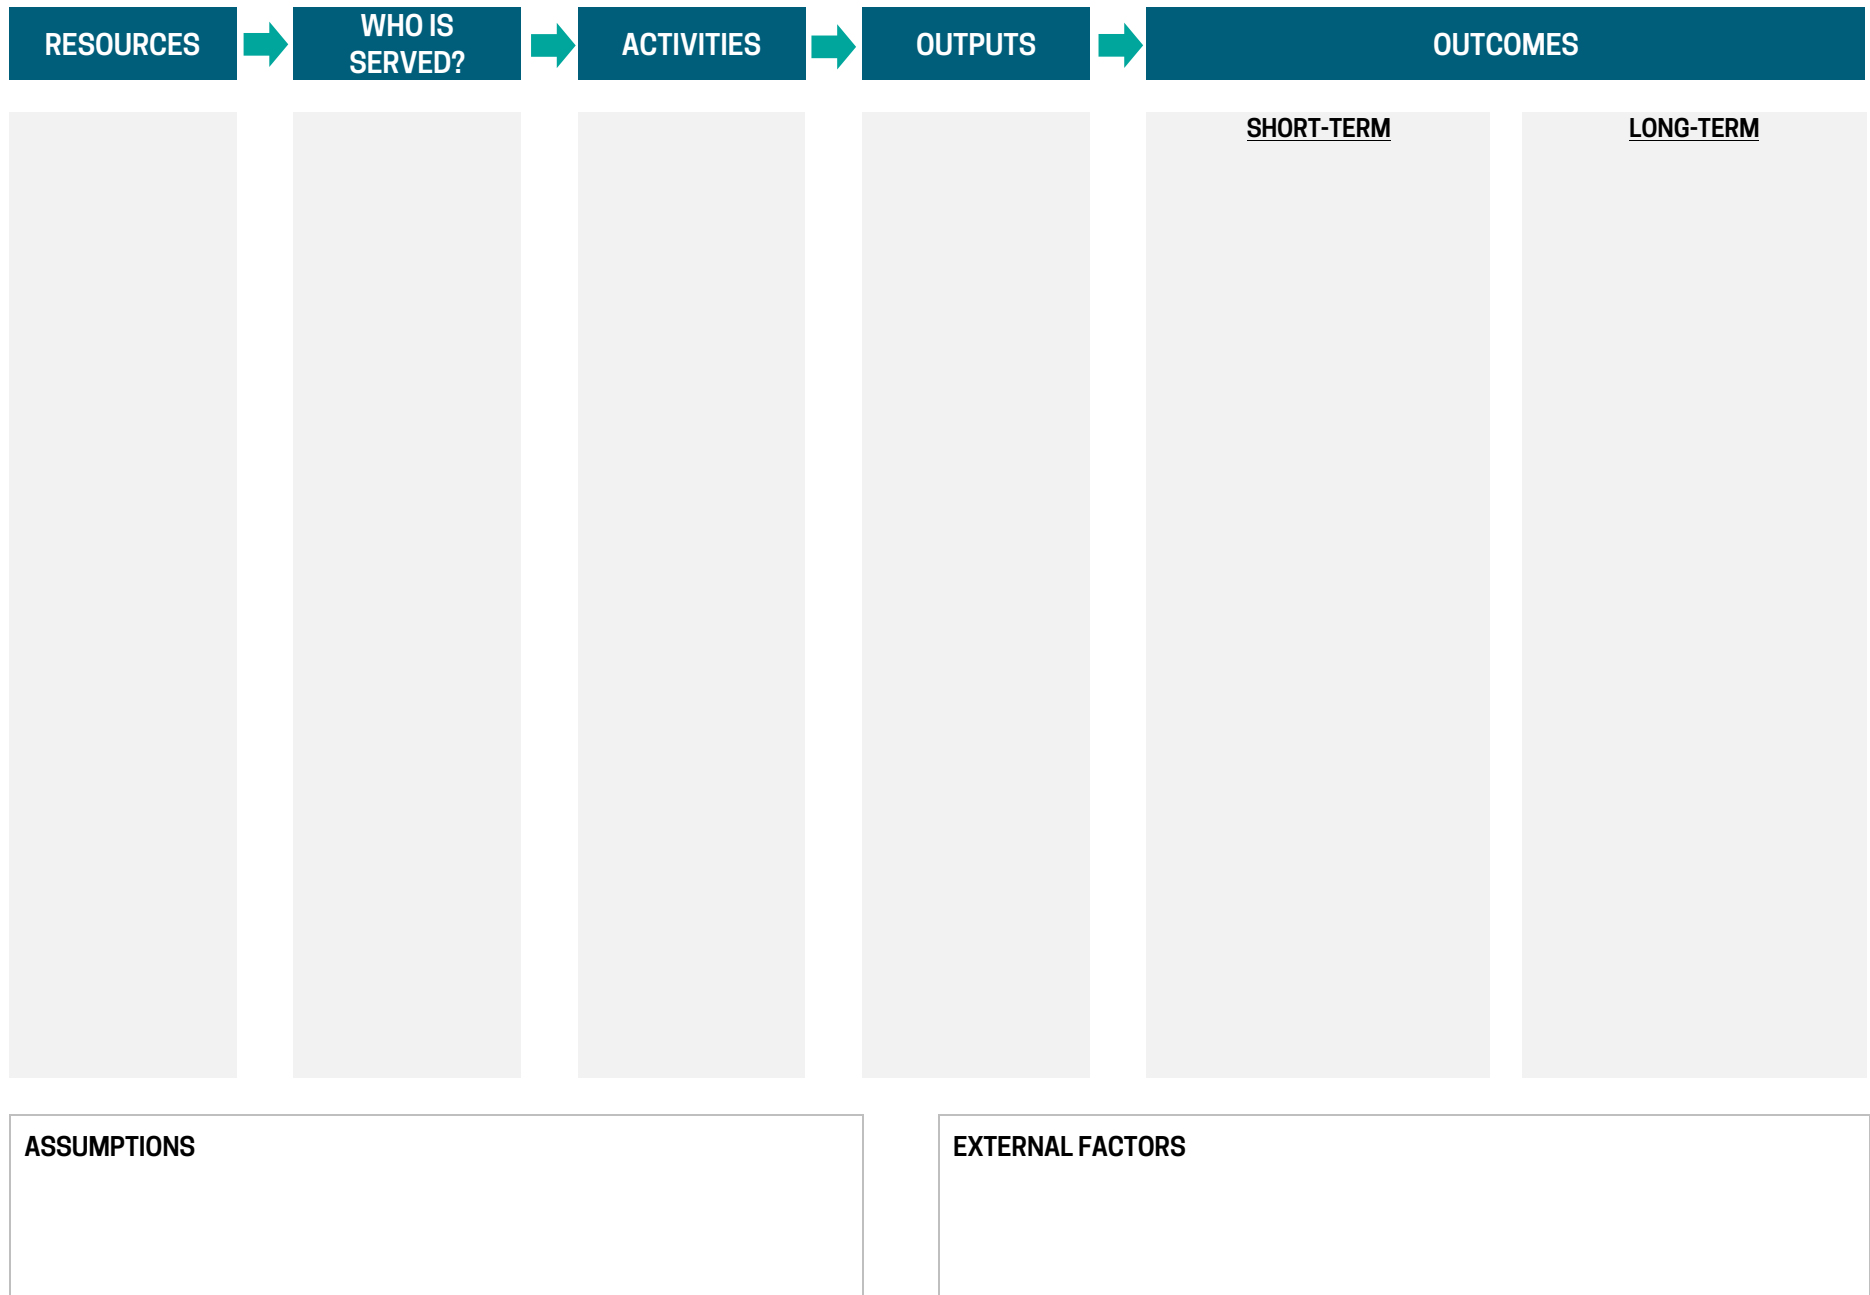 RESOURCES
WHO IS
SERVED?
ACTIVITIES
OUTPUTS
OUTCOMES
SHORT-TERM
LONG-TERM
ASSUMPTIONS
EXTERNAL FACTORS